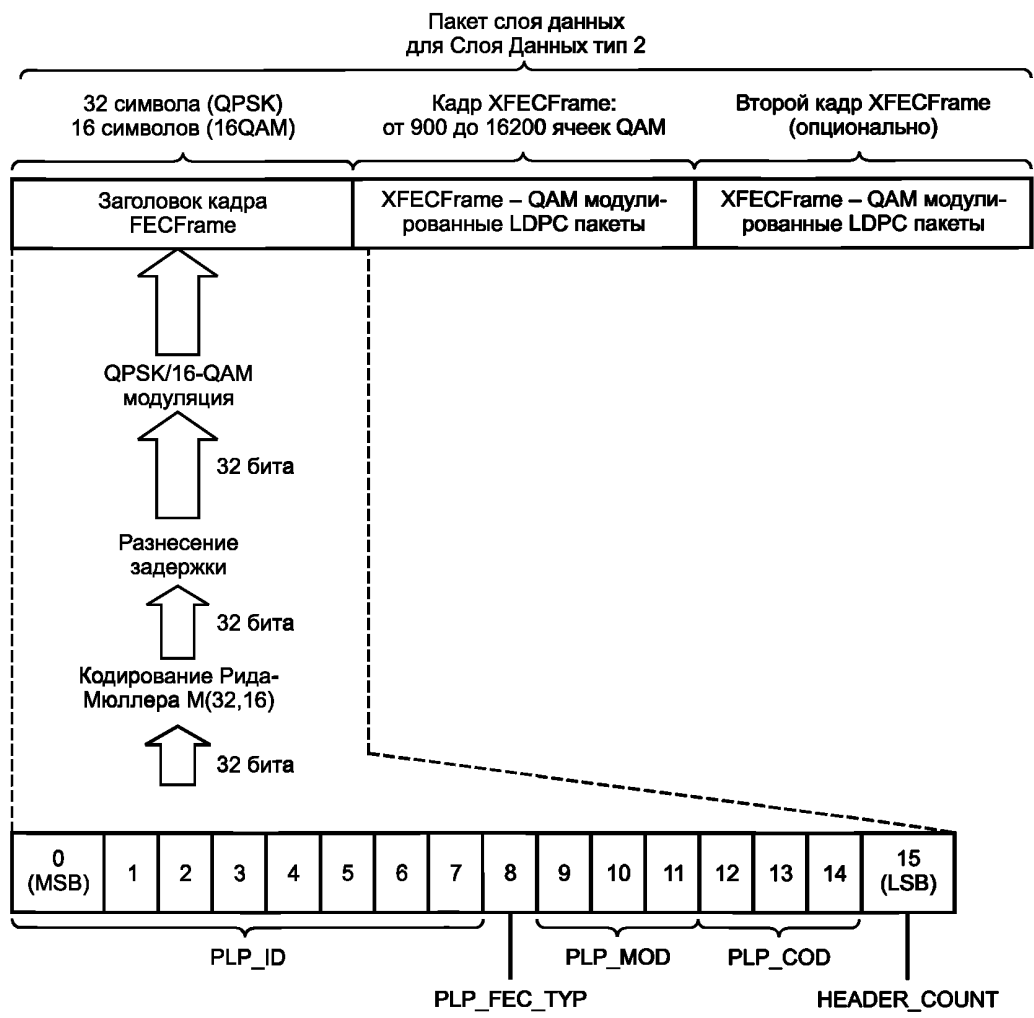 Пакет слоя данных
для Слоя Данных тип 2
32 символа (QPSK)
16 символов (16QAM)
Кадр XFECFrame:
от 900 до 16200 ячеек QAM
Второй кадр XFECFrame
(опционально)
Заголовок кадра
FECFrame
XFECFrame – QAM модули-
рованные LDPC пакеты
XFECFrame – QAM модули-
рованные LDPC пакеты
QPSK/16-QAM
модуляция
32 бита
Разнесение
задержки
32 бита
Кодирование Рида-
Мюллера M(32,16)
32 бита
0
(MSB)
1
2
3
4
5
6
7
8
9
10
11
12
13
14
15
(LSB)
PLP_ID
PLP_MOD
PLP_COD
PLP_FEC_TYP
HEADER_COUNT